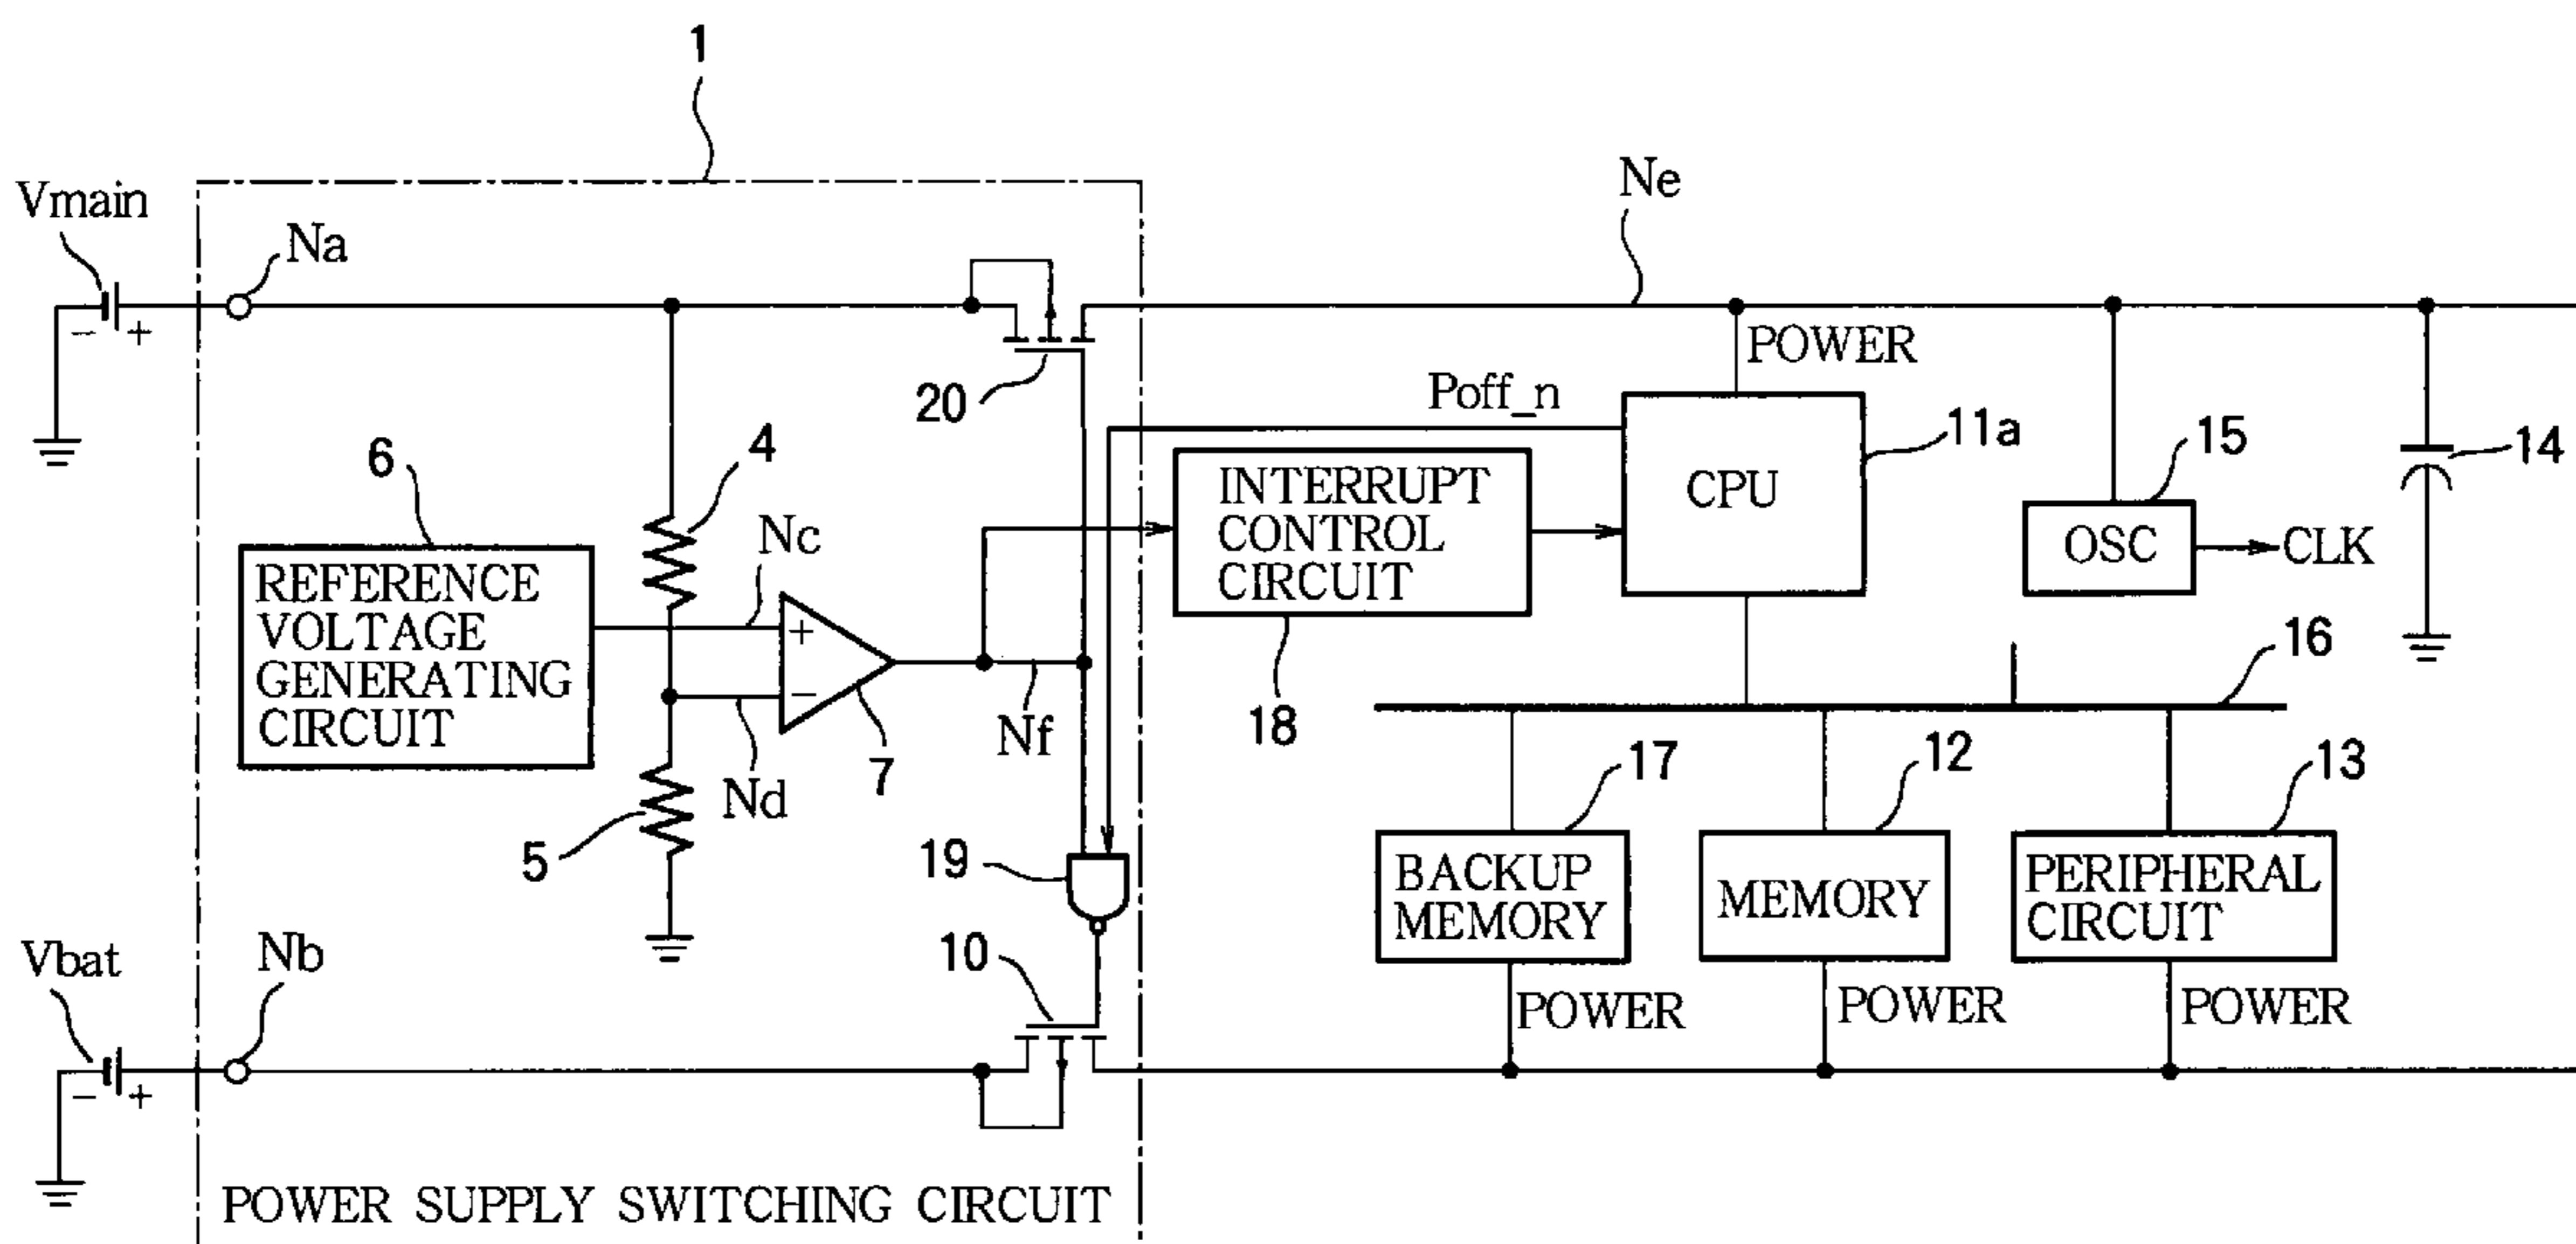 1
Vmain
Na
Ne
POWER
20
Poff_n
11a
CPU
15
14
OSC
CLK
6
4
REFERENCE
VOLTAGE
GENERATING
CIRCUIT
Nc
+
−
7
Nd
Nf
5
INTERRUPT
CONTROL
CIRCUIT
18
16
17
12
13
BACKUP
MEMORY
MEMORY
PERIPHERAL
CIRCUIT
POWER
POWER
POWER
19
10
Vbat
Nb
− +
− +
POWER SUPPLY SWITCHING CIRCUIT